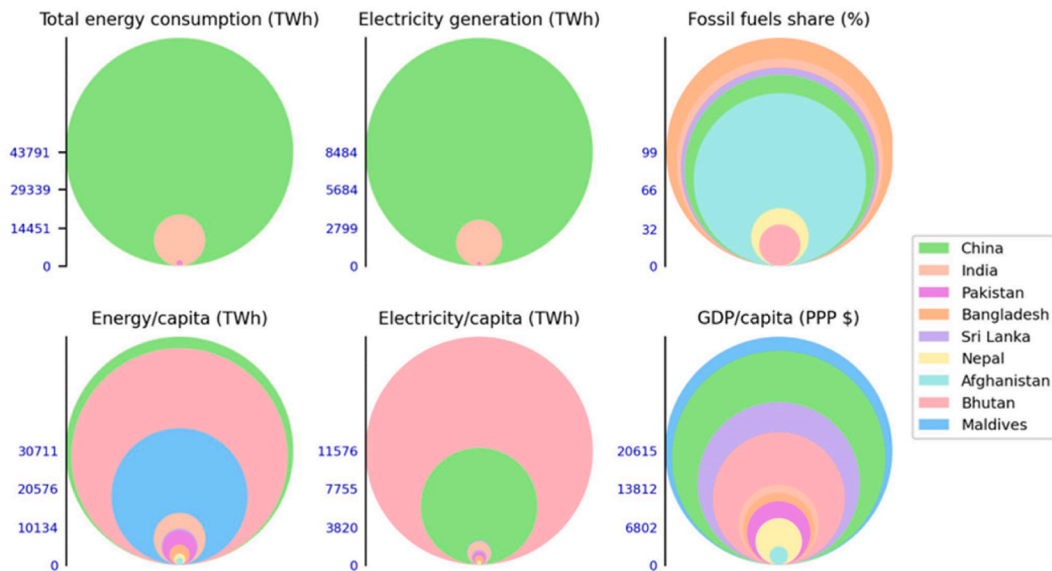 Total energy consumption (TWh)
43791
29339
14451
0
Electricity generation (TWh)
8484
5684
2799
0
Fossil fuels share (%)
99
66
32
0
Energy/capita (TWh)
30711
20576
10134
0
Electricity/capita (TWh)
11576
7755
3820
0
GDP/capita (PPP $)
20615
13812
6802
0
China
India
Pakistan
Bangladesh
Sri Lanka
Nepal
Afghanistan
Bhutan
Maldives